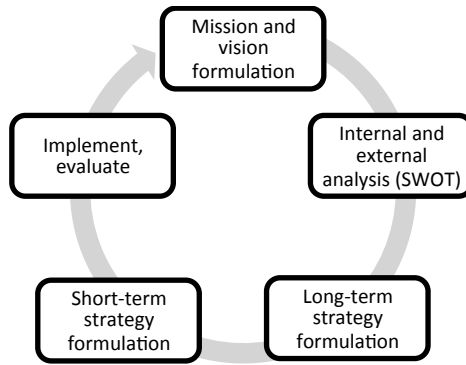 Mission and
vision
formulation
Internal and
external
analysis (SWOT)
Long-term
strategy
formulation
Short-term
strategy
formulation
Implement,
evaluate